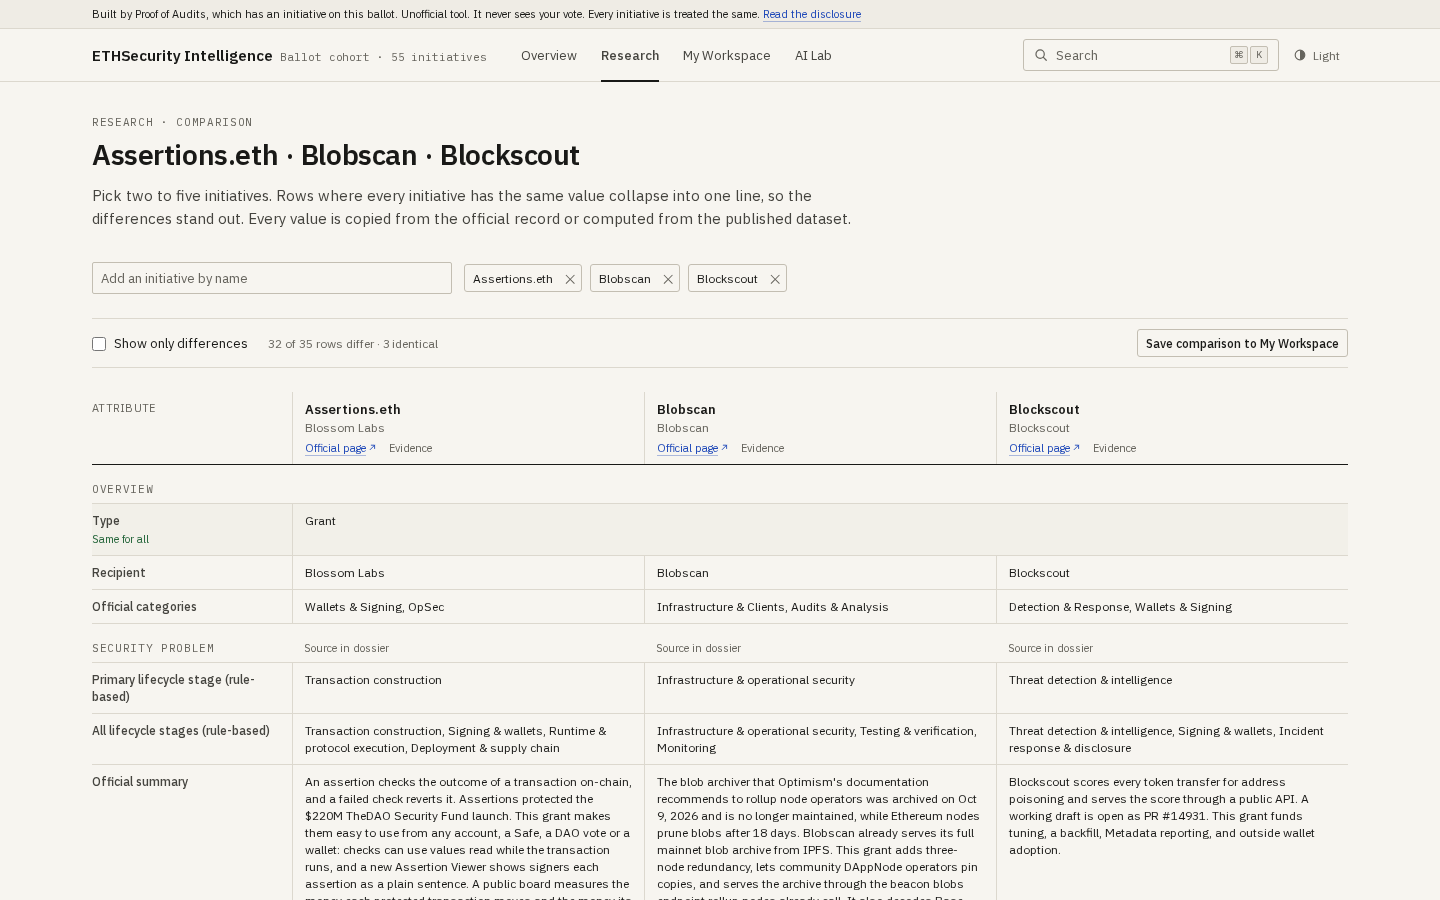 Built by Proof of Audits, which has an initiative on this ballot. Unofficial tool. It never sees your vote. Every initiative is treated the same. Read the disclosure
ETHSecurity Intelligence Ballot cohort · 55 initiatives Overview Research My Workspace AI Lab Search ⌘ K Light
RESEARCH · COMPARISON
Assertions.eth · Blobscan · Blockscout
Pick two to five initiatives. Rows where every initiative has the same value collapse into one line, so the
differences stand out. Every value is copied from the official record or computed from the published dataset.
Add an initiative by name Assertions.eth Blobscan Blockscout
Show only differences 32 of 35 rows differ · 3 identical Save comparison to My Workspace
ATTRIBUTE
Assertions.eth
Blossom Labs
Official page ↗ Evidence
Blobscan
Blobscan
Official page ↗ Evidence
Blockscout
Blockscout
Official page ↗ Evidence
OVERVIEW
Type
Same for all
Grant
Recipient
Blossom Labs
Blobscan
Blockscout
Official categories
Wallets & Signing, OpSec
Infrastructure & Clients, Audits & Analysis
Detection & Response, Wallets & Signing
SECURITY PROBLEM
Source in dossier
Source in dossier
Source in dossier
Primary lifecycle stage (rule-
based)
Transaction construction
Infrastructure & operational security
Threat detection & intelligence
All lifecycle stages (rule-based)
Transaction construction, Signing & wallets, Runtime &
protocol execution, Deployment & supply chain
Infrastructure & operational security, Testing & verification,
Monitoring
Threat detection & intelligence, Signing & wallets, Incident
response & disclosure
Official summary
An assertion checks the outcome of a transaction on-chain,
and a failed check reverts it. Assertions protected the
$220M TheDAO Security Fund launch. This grant makes
them easy to use from any account, a Safe, a DAO vote or a
wallet: checks can use values read while the transaction
runs, and a new Assertion Viewer shows signers each
assertion as a plain sentence. A public board measures the
money each protected transaction moves and the money its
The blob archiver that Optimism's documentation
recommends to rollup node operators was archived on Oct
9, 2026 and is no longer maintained, while Ethereum nodes
prune blobs after 18 days. Blobscan already serves its full
mainnet blob archive from IPFS. This grant adds three-
node redundancy, lets community DAppNode operators pin
copies, and serves the archive through the beacon blobs
endpoint rollup nodes already call. It also decodes Base
Blockscout scores every token transfer for address
poisoning and serves the score through a public API. A
working draft is open as PR #14931. This grant funds
tuning, a backfill, Metadata reporting, and outside wallet
adoption.